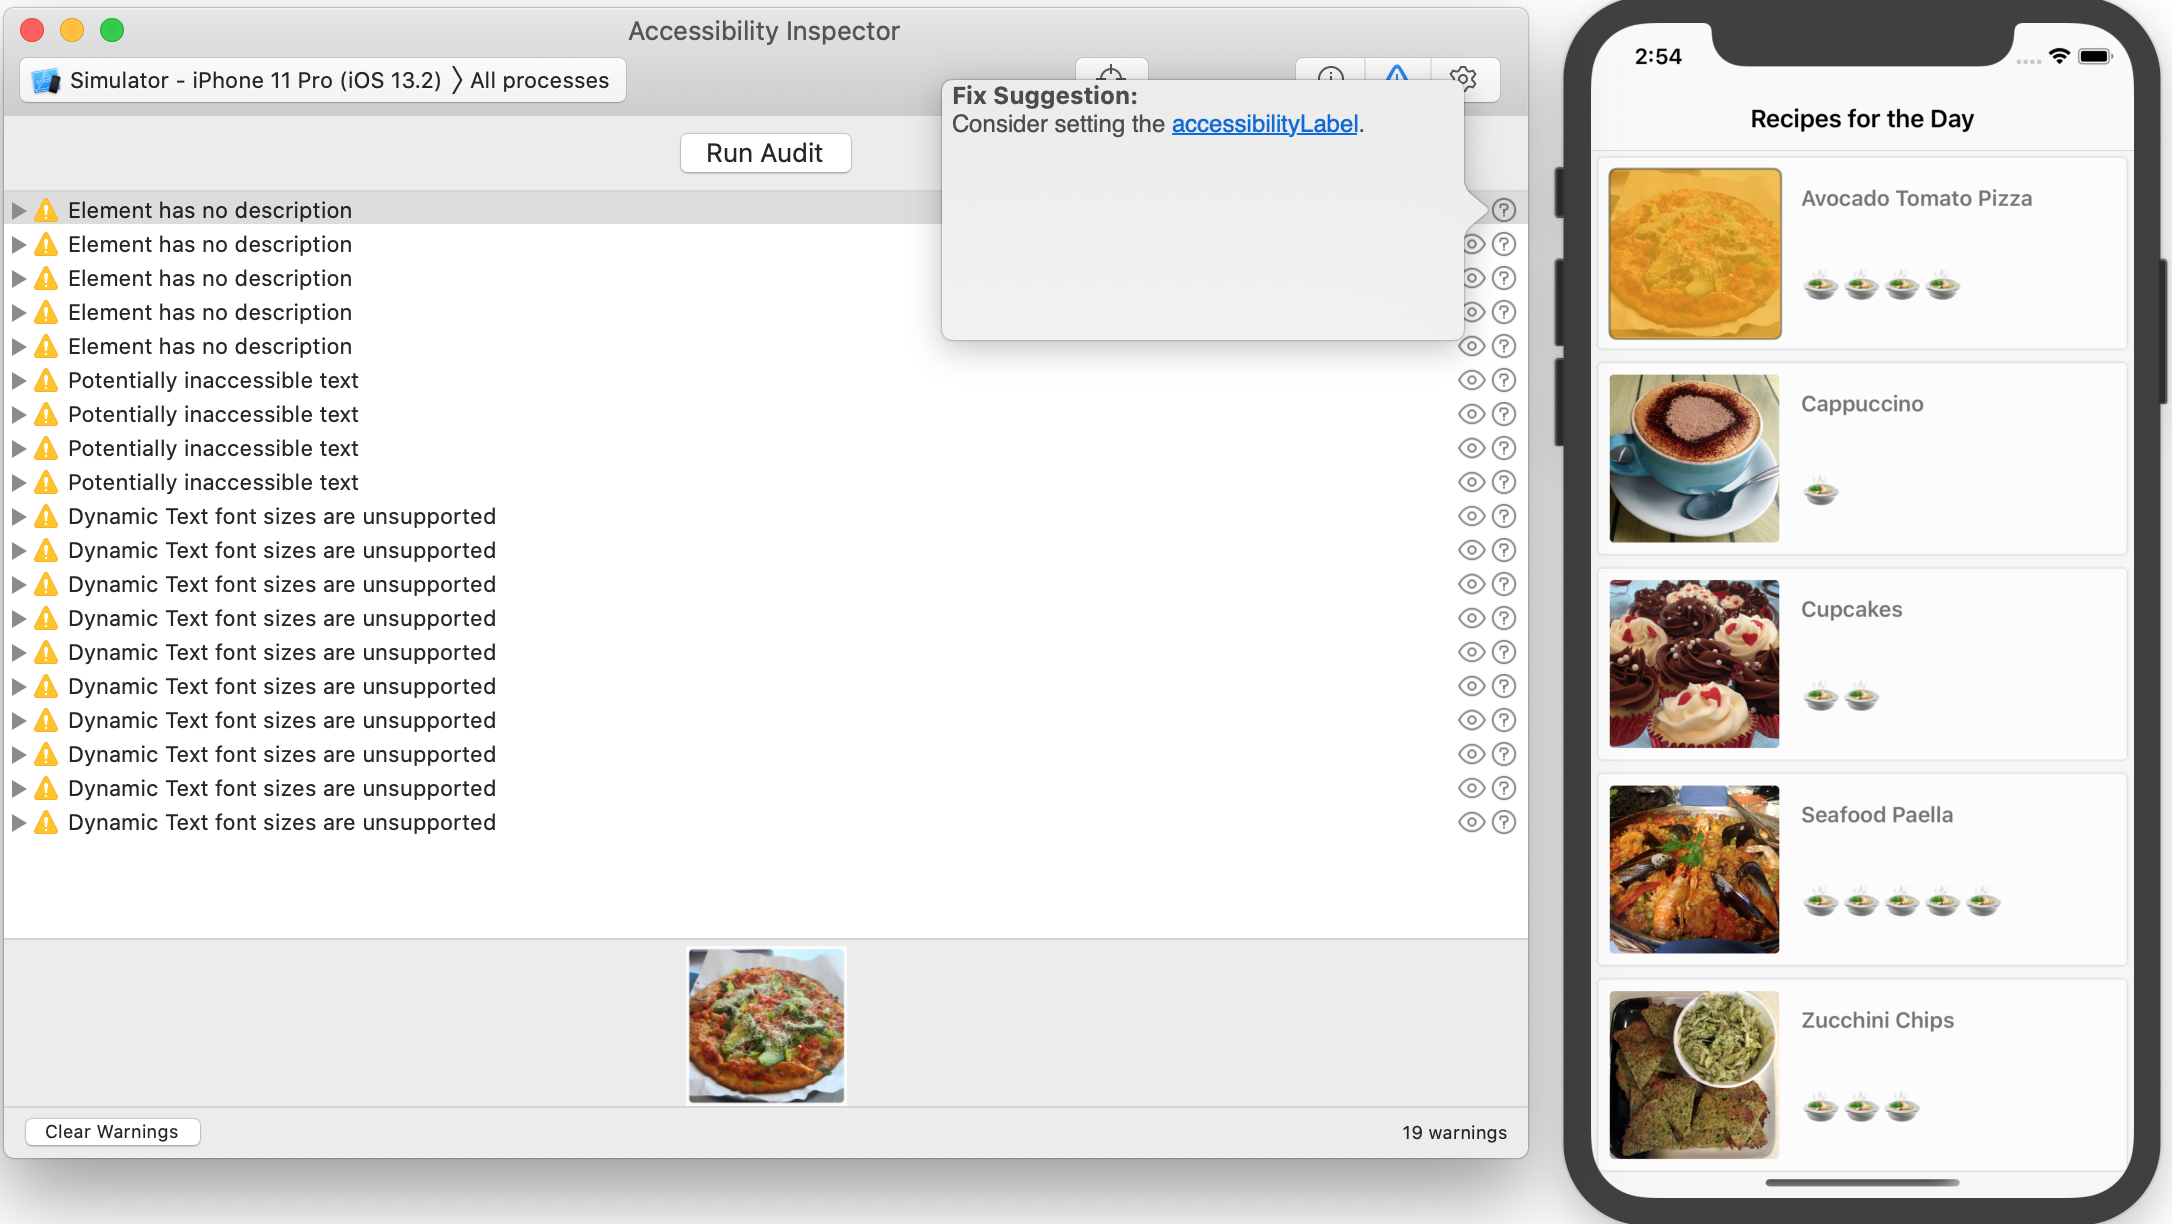 Accessibility Inspector
Simulator - iPhone 11 Pro (iOS 13.2) 〉All processes
Run Audit
Fix Suggestion:
Consider setting the accessibilityLabel.
Element has no description
Element has no description
Element has no description
Element has no description
Element has no description
Potentially inaccessible text
Potentially inaccessible text
Potentially inaccessible text
Potentially inaccessible text
Dynamic Text font sizes are unsupported
Dynamic Text font sizes are unsupported
Dynamic Text font sizes are unsupported
Dynamic Text font sizes are unsupported
Dynamic Text font sizes are unsupported
Dynamic Text font sizes are unsupported
Dynamic Text font sizes are unsupported
Dynamic Text font sizes are unsupported
Dynamic Text font sizes are unsupported
Dynamic Text font sizes are unsupported
Clear Warnings
19 warnings
2:54
Recipes for the Day
Avocado Tomato Pizza
Cappuccino
Cupcakes
Seafood Paella
Zucchini Chips